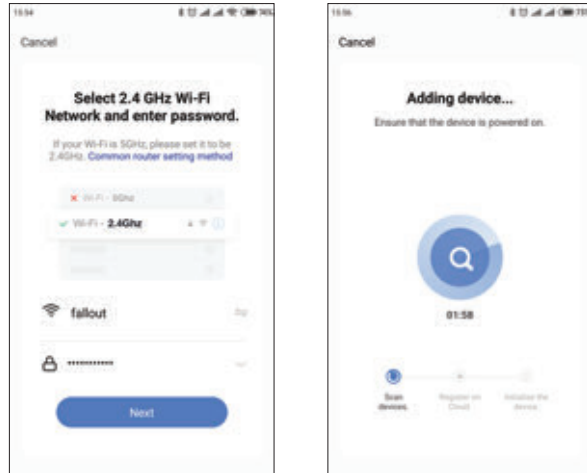 15:54
Cancel
Select 2.4 GHz Wi-Fi
Network and enter password.
If your Wi-Fi is 5GHz, please set it to be
2.4GHz. Common router setting method
Wi-Fi - 5Ghz
Wi-Fi - 2.4Ghz
fallout
Next
15:56
Cancel
Adding device...
Ensure that the device is powered on.
01:58
Scan
devices.
Register on
Cloud.
Initialize the
device.